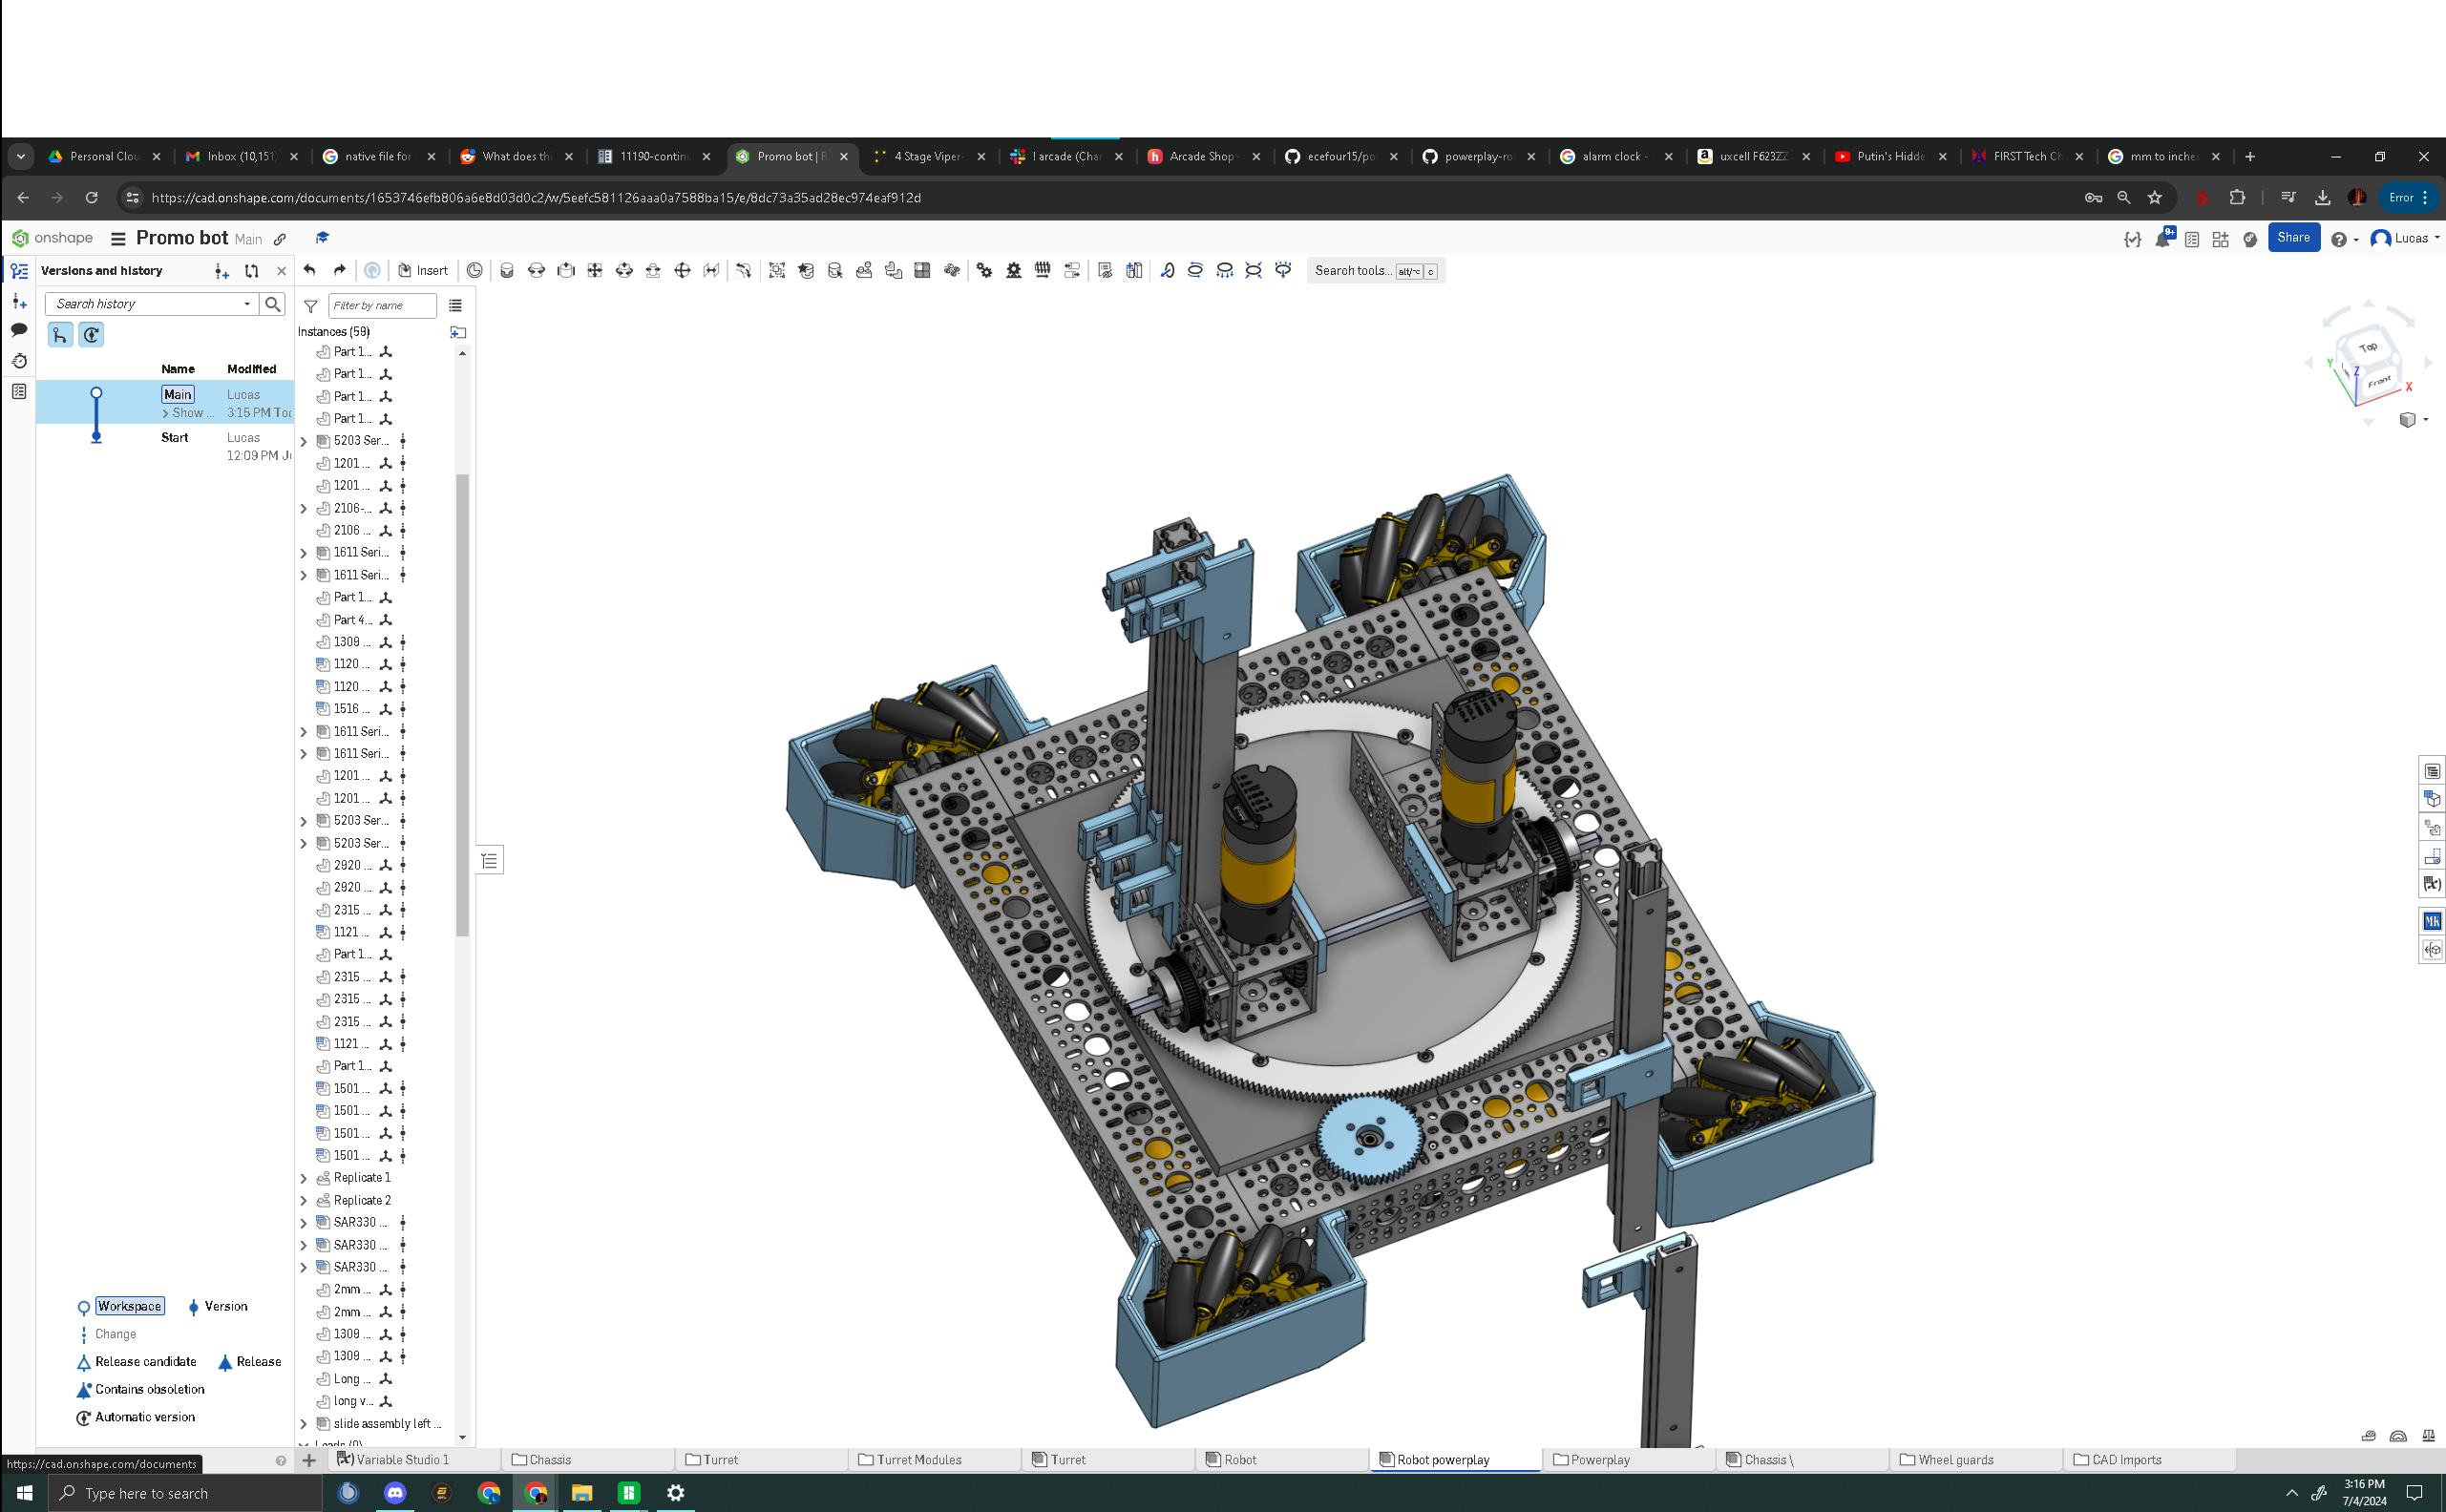 Personal Clou
Inbox (10,151)
native file for
What does thi
11190-contin
Promo bot | R
4 Stage Viper-
! arcade (Char
Arcade Shop
ecefour15/po
powerplay-ro
alarm clock -
uxcell F623ZZ
Putin's Hidde
FIRST Tech Ch
mm to inche
https://cad.onshape.com/documents/1653746efb806a6e8d03d0c2/w/5eefc581126aaa0a7588ba15/e/8dc73a35ad28ec974eaf912d
Error
onshape
Promo bot
Main
9+
Share
Lucas
Versions and history
Insert
Search tools...
alt/⌥
c
Search history
Filter by name
Instances (59)
Name
Modified
Main
Lucas
Show ...
3:15 PM To
Start
Lucas
12:09 PM J
Part 1...
Part 1...
Part 1...
Part 1...
5203 Ser...
1201 ...
1201 ...
2106-...
2106 ...
1611 Seri...
1611 Seri...
Part 1...
Part 4...
1309 ...
1120 ...
1120 ...
1516 ...
1611 Seri...
1611 Seri...
1201 ...
1201 ...
5203 Ser...
5203 Ser...
2920 ...
2920 ...
2315 ...
1121 ...
Part 1...
2315 ...
2315 ...
2315 ...
1121 ...
Part 1...
1501 ...
1501 ...
1501 ...
1501 ...
Replicate 1
Replicate 2
SAR330 ...
SAR330 ...
SAR330 ...
2mm ...
2mm ...
1309 ...
1309 ...
Long ...
long v...
slide assembly left ...
Loads (0)
Top
Front
X
Y
Z
Workspace
Version
Change
Release candidate
Release
Contains obsoletion
Automatic version
https://cad.onshape.com/documents
Variable Studio 1
Chassis
Turret
Turret Modules
Turret
Robot
Robot powerplay
Powerplay
Chassis \
Wheel guards
CAD Imports
Type here to search
3:16 PM
7/4/2024